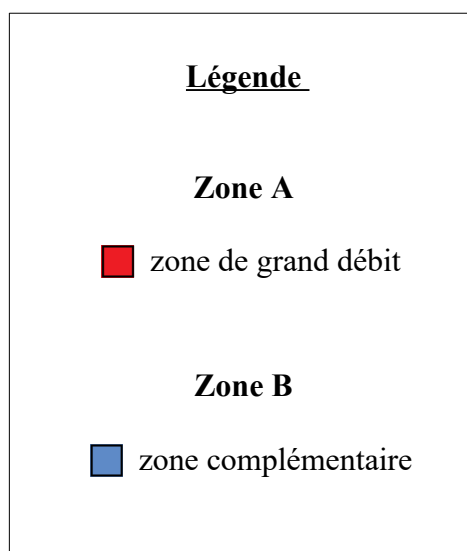 Légende
Zone A
zone de grand débit
Zone B
zone complémentaire